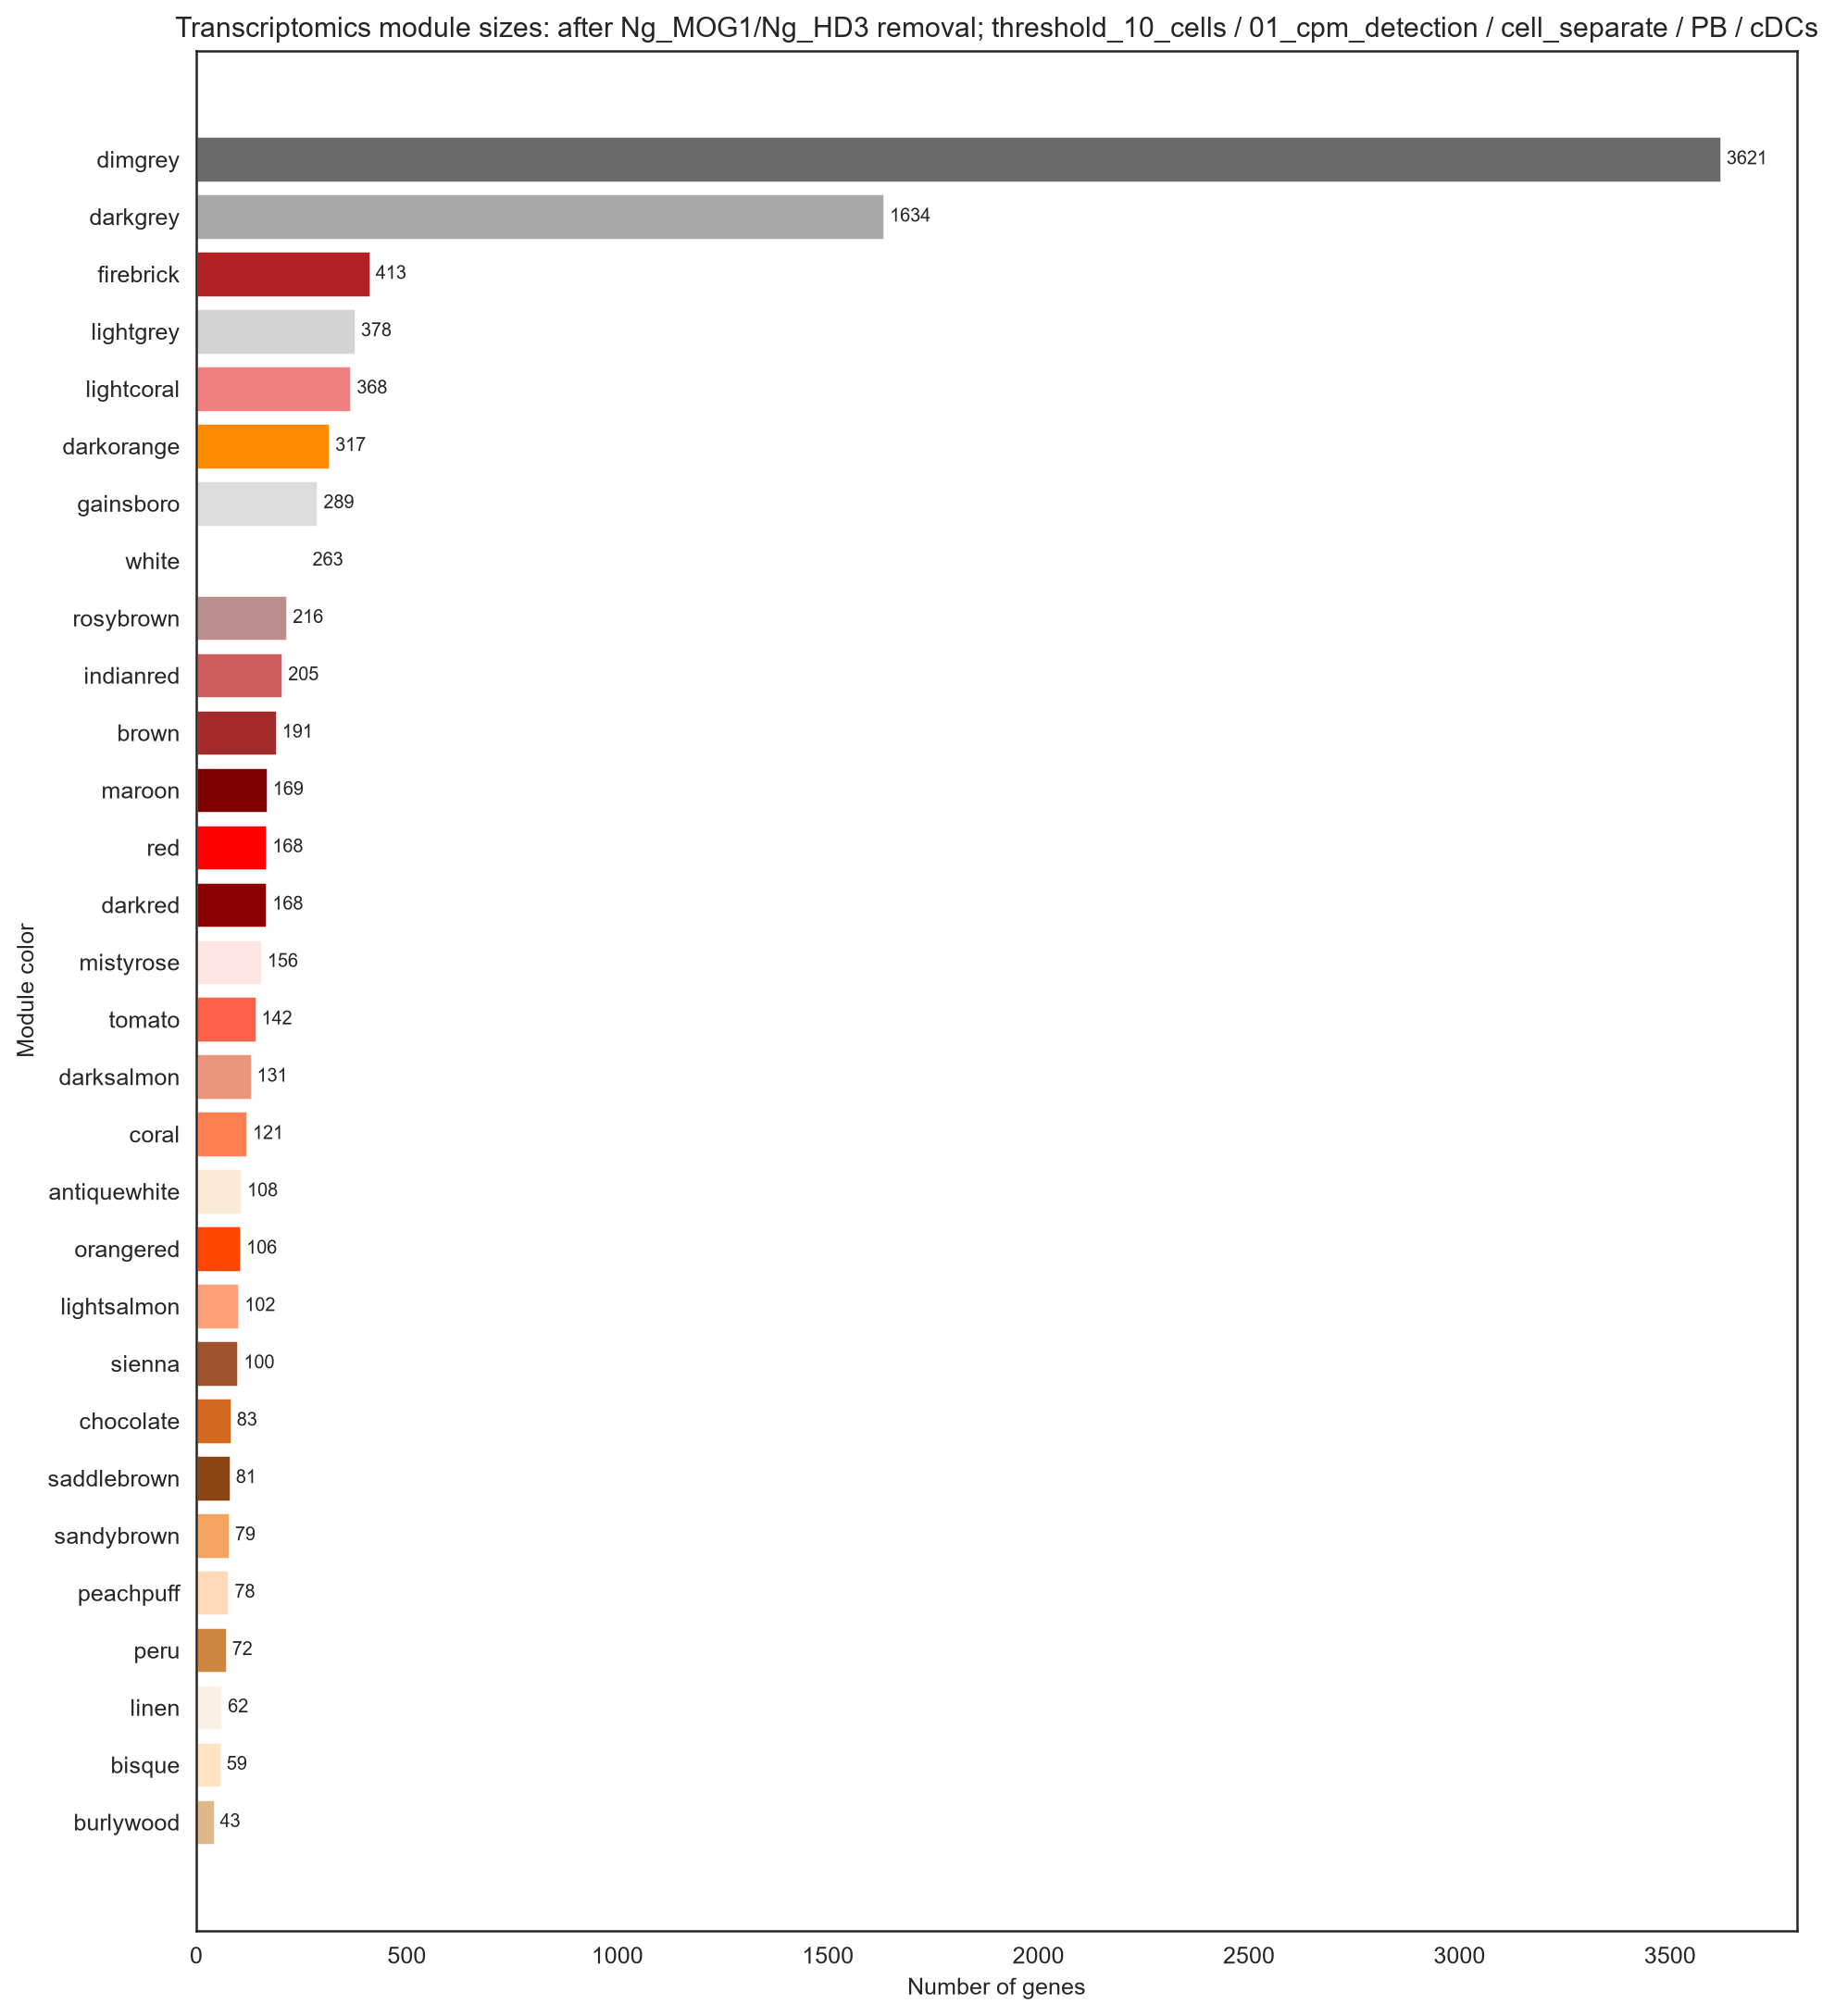 Transcriptomics module sizes: after Ng_MOG1/Ng_HD3 removal; threshold_10_cells / 01_cpm_detection / cell_separate / PB / cDCs
dimgrey 3621
darkgrey 1634
firebrick 413
lightgrey 378
lightcoral 368
darkorange 317
gainsboro 289
white 263
rosybrown 216
indianred 205
brown 191
maroon 169
red 168
darkred 168
mistyrose 156
tomato 142
darksalmon 131
coral 121
antiquewhite 108
orangered 106
lightsalmon 102
sienna 100
chocolate 83
saddlebrown 81
sandybrown 79
peachpuff 78
peru 72
linen 62
bisque 59
burlywood 43
Module color
0 500 1000 1500 2000 2500 3000 3500
Number of genes